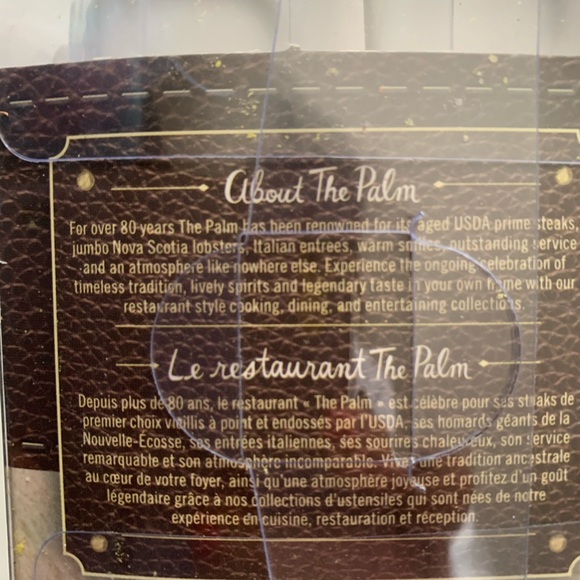 About The Palm
For over 80 years The Palm has been renowned for its aged USDA prime steaks,
jumbo Nova Scotia lobsters, Italian entrées, warm smiles, outstanding service
and an atmosphere like nowhere else. Experience the ongoing celebration of
timeless tradition, lively spirits and legendary taste in your own home with our
restaurant style cooking, dining, and entertaining collections.
Le restaurant The Palm
Depuis plus de 80 ans, le restaurant « The Palm » est célèbre pour ses steaks de
premier choix vieillis à point et endossés par l'USDA, ses homards géants de la
Nouvelle-Écosse, ses entrées italiennes, ses sourires chaleureux, son service
remarquable et son atmosphère incomparable. Vivez une tradition ancestrale
au cœur de votre foyer, ainsi qu'une atmosphère joyeuse et profitez d'un goût
légendaire grâce à nos collections d'ustensiles qui sont nées de notre
expérience en cuisine, restauration et réception.